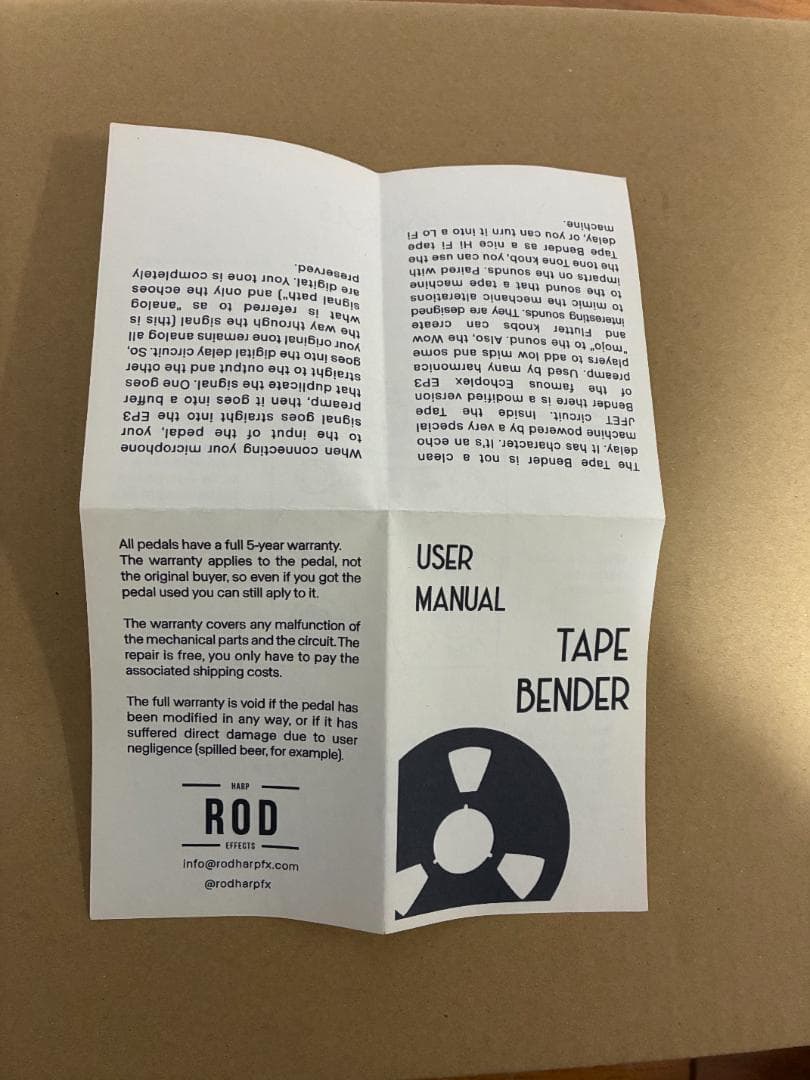 USER
MANUAL
TAPE
BENDER
The Tape Bender is not a clean
delay. It has character. It's an echo
machine powered by a very special
JFET circuit. Inside the Tape
Bender there is a modified version
of the famous Echoplex EP3
preamp. Used by many harmonica
players to add low mids and some
"mojo" to the sound. Also, the Wow
and Flutter knobs can create
interesting sounds. They are designed
to mimic the mechanic alterations
to the sound that a tape machine
imparts on the sounds. Paired with
the tone Tone knob, you can use the
Tape Bender as a nice Hi Fi tape
delay, or you can turn it into a Lo Fi
machine.
When connecting your microphone
to the input of the pedal, your
signal goes straight into the EP3
preamp, then it goes into a buffer
that duplicate the signal. One goes
straight to the output and the other
goes into the digital delay circuit. So,
your original tone remains analog all
the way through the signal (this is
what is referred to as "analog
signal path") and only the echoes
are digital. Your tone is completely
preserved.
All pedals have a full 5-year warranty.
The warranty applies to the pedal, not
the original buyer, so even if you got the
pedal used you can still aply to it.
The warranty covers any malfunction of
the mechanical parts and the circuit. The
repair is free, you only have to pay the
associated shipping costs.
The full warranty is void if the pedal has
been modified in any way, or if it has
suffered direct damage due to user
negligence (spilled beer, for example).
HARP
ROD
EFFECTS
info@rodharpfx.com
@rodharpfx